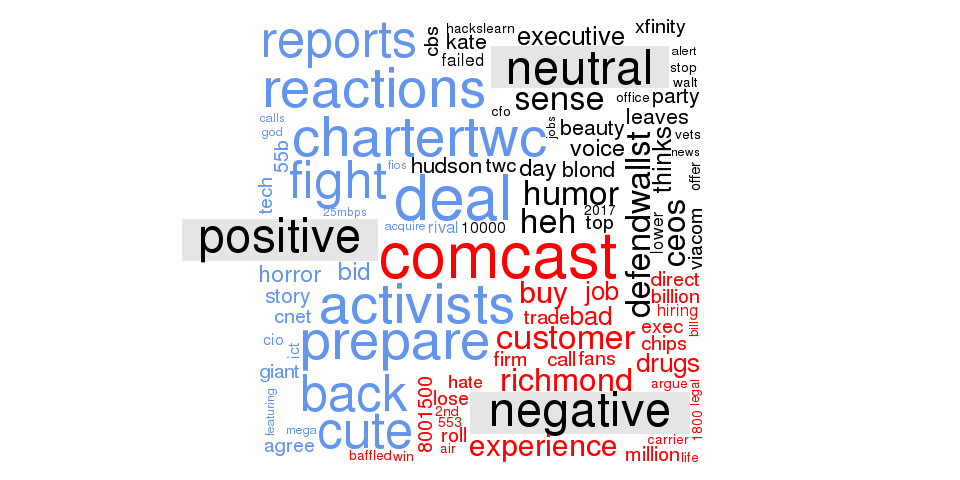 reports
cbs
hackslearn
kate
failed
executive
xfinity
neutral
alert
stop
walt
reactions
sense
office
party
cfo
calls
god
chartertwc
jobs
beauty
leaves
voice
vets
news
55b
fight
fios
hudson
twc
day
blond
defendwallst
thinks
offer
tech
deal
humor
25mbps
acquire
rival
10000
heh
2017
top
lower
ceos
viacom
positive
comcast
horror
bid
direct
story
activists
buy
job
billion
hiring
cnet
trade
bad
bill
exec
cio
ict
prepare
customer
chips
firm
call
fans
drugs
giant
back
hate
richmond
argue
legal
8001500
lose
negative
featuring
mega
cute
2nd
553
roll
air
experience
1800
carrier
agree
baffled
win
million
life